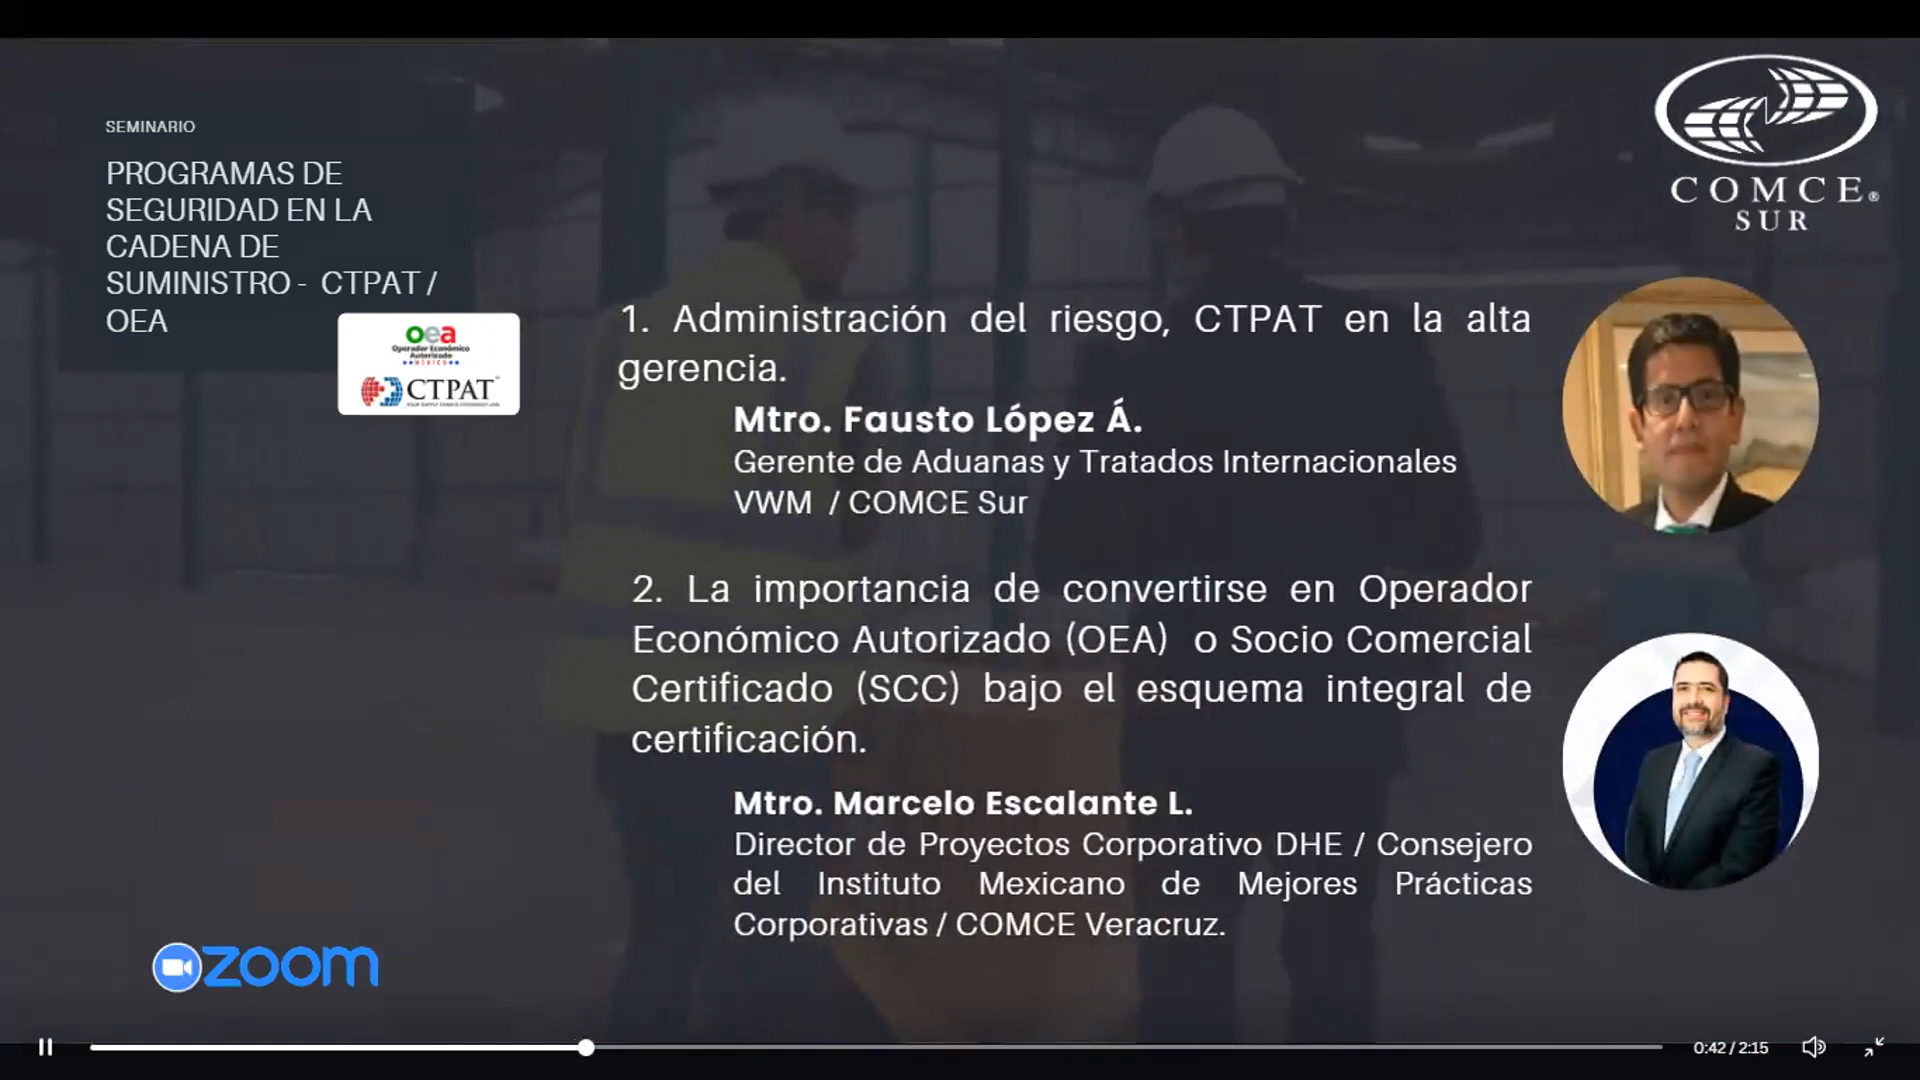 SEMINARIO
PROGRAMAS DE
SEGURIDAD EN LA
CADENA DE
SUMINISTRO - CTPAT /
OEA
oea
Operador Económico
Autorizado
MÉXICO
CTPAT
COMCE®
SUR
1. Administración del riesgo, CTPAT en la alta
gerencia.
Mtro. Fausto López Á.
Gerente de Aduanas y Tratados Internacionales
VWM / COMCE Sur
2. La importancia de convertirse en Operador
Económico Autorizado (OEA) o Socio Comercial
Certificado (SCC) bajo el esquema integral de
certificación.
Mtro. Marcelo Escalante L.
Director de Proyectos Corporativo DHE / Consejero
del Instituto Mexicano de Mejores Prácticas
Corporativas / COMCE Veracruz.
zoom
0:42 / 2:15